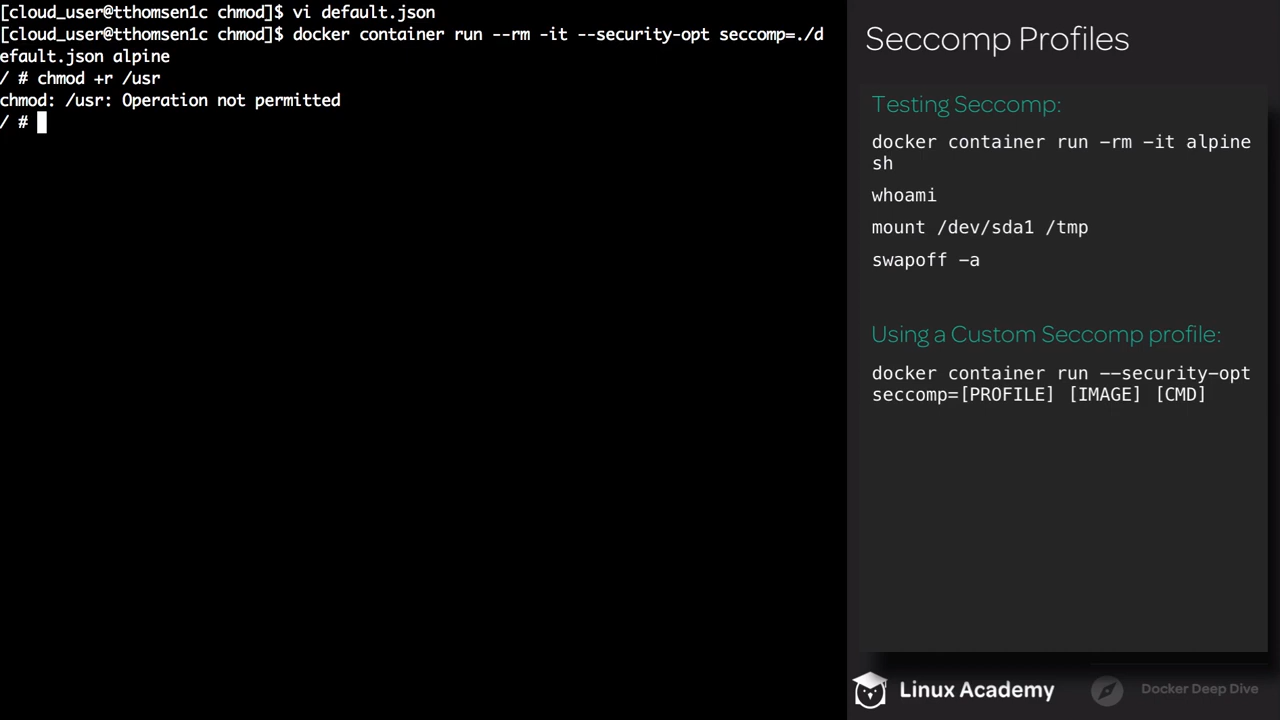 [cloud_user@tthomsen1c chmod]$ vi default.json
[cloud_user@tthomsen1c chmod]$ docker container run --rm -it --security-opt seccomp=./d
efault.json alpine
/ # chmod +r /usr
chmod: /usr: Operation not permitted
/ #
Seccomp Profiles
Testing Seccomp:
docker container run -rm -it alpine
sh
whoami
mount /dev/sda1 /tmp
swapoff -a
Using a Custom Seccomp profile:
docker container run --security-opt
seccomp=[PROFILE] [IMAGE] [CMD]
Linux Academy
Docker Deep Dive